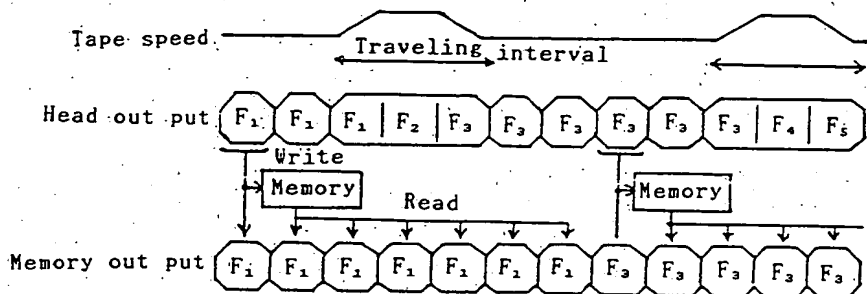 Tape speed
Traveling interval
Head out put F₁ F₁ F₁ F₂ F₃ F₃ F₃ F₃ F₃ F₃ F₄ F₅
Write
Memory Memory
Read
Memory out put Fᵢ F₁ F₁ F₁ F₁ F₁ F₁ F₃ F₃ F₃ F₃ F₃